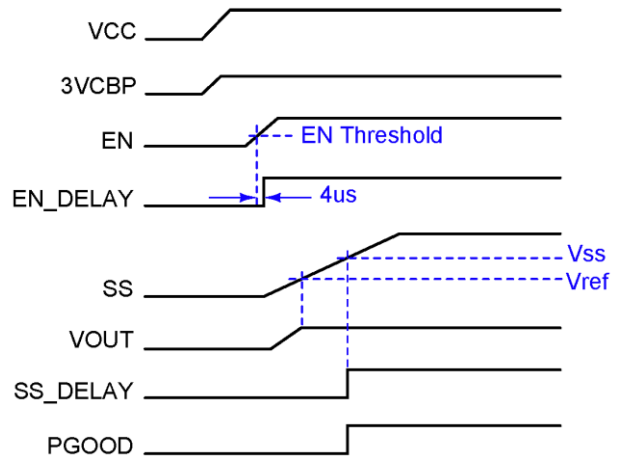 VCC
3VCBP
EN
EN Threshold
EN_DELAY
4us
SS
Vss
Vref
VOUT
SS_DELAY
PGOOD